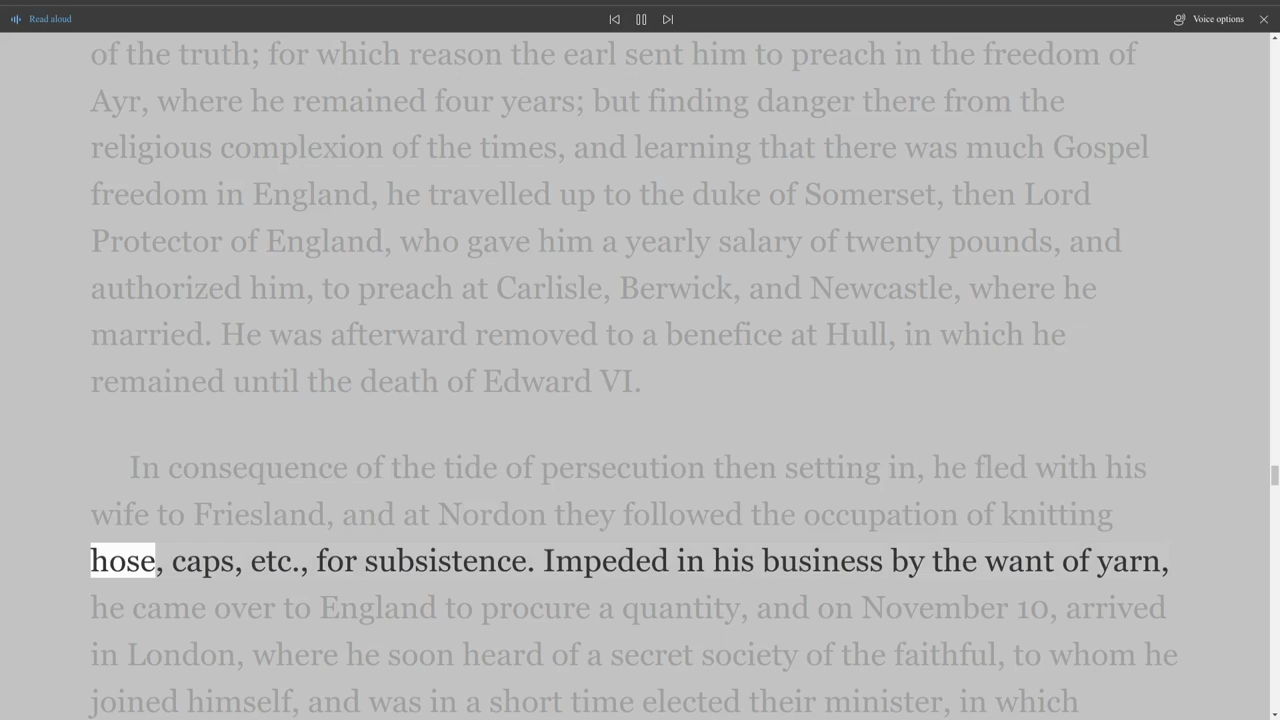 Read aloud
Voice options
of the truth; for which reason the earl sent him to preach in the freedom of
Ayr, where he remained four years; but finding danger there from the
religious complexion of the times, and learning that there was much Gospel
freedom in England, he travelled up to the duke of Somerset, then Lord
Protector of England, who gave him a yearly salary of twenty pounds, and
authorized him, to preach at Carlisle, Berwick, and Newcastle, where he
married. He was afterward removed to a benefice at Hull, in which he
remained until the death of Edward VI.
In consequence of the tide of persecution then setting in, he fled with his
wife to Friesland, and at Nordon they followed the occupation of knitting
hose, caps, etc., for subsistence. Impeded in his business by the want of yarn,
he came over to England to procure a quantity, and on November 10, arrived
in London, where he soon heard of a secret society of the faithful, to whom he
joined himself, and was in a short time elected their minister, in which